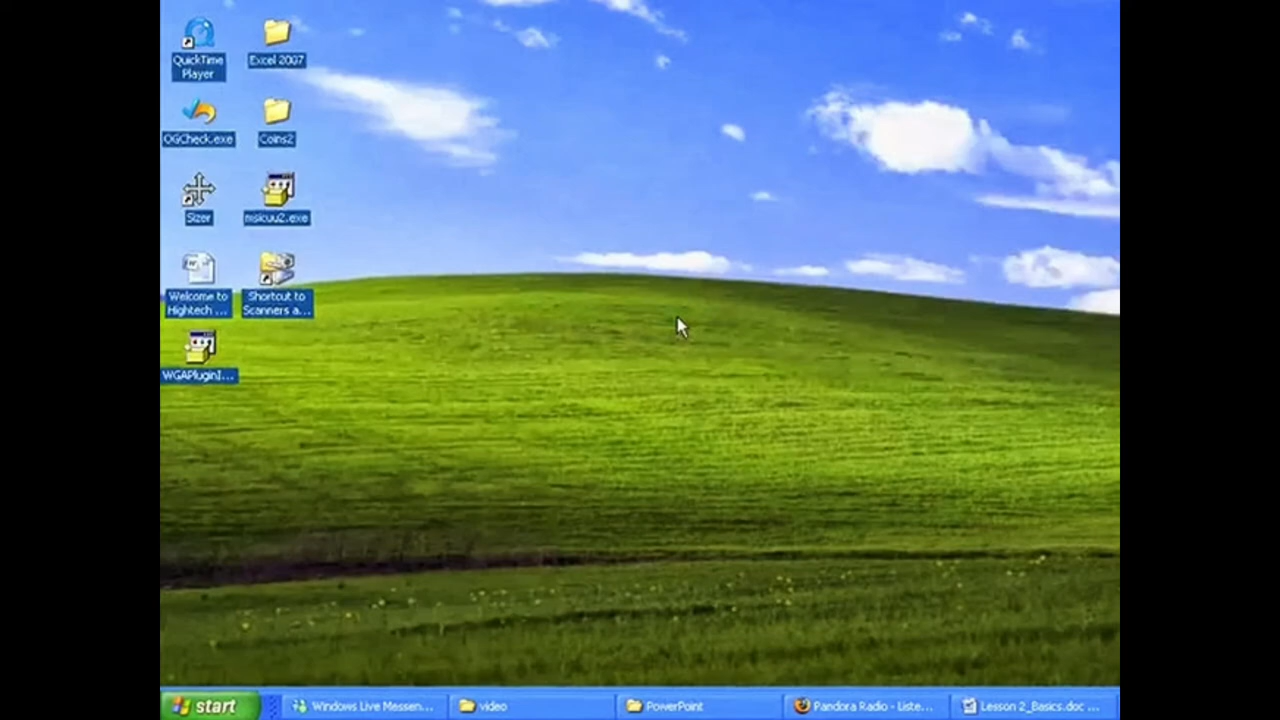 QuickTime
Player
Excel 2007
OGCheck.exe
Coins2
Sizer
msicuu2.exe
Welcome to
Hightech ...
Shortcut to
Scanners a...
WGAPluginI...
start
Windows Live Messen...
video
PowerPoint
Pandora Radio - Liste...
Lesson 2_Basics.doc ...